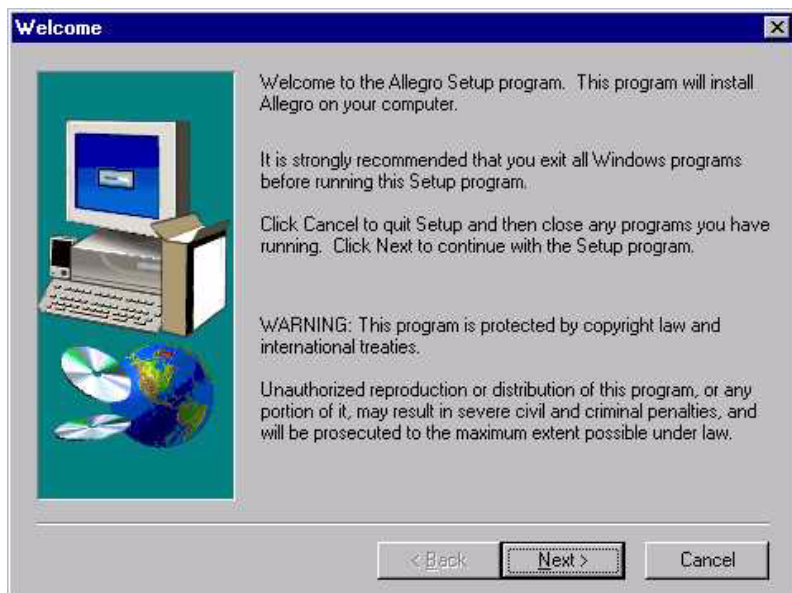 Welcome
Welcome to the Allegro Setup program. This program will install
Allegro on your computer.
It is strongly recommended that you exit all Windows programs
before running this Setup program.
Click Cancel to quit Setup and then close any programs you have
running. Click Next to continue with the Setup program.
WARNING: This program is protected by copyright law and
international treaties.
Unauthorized reproduction or distribution of this program, or any
portion of it, may result in severe civil and criminal penalties, and
will be prosecuted to the maximum extent possible under law.
< Back Next > Cancel